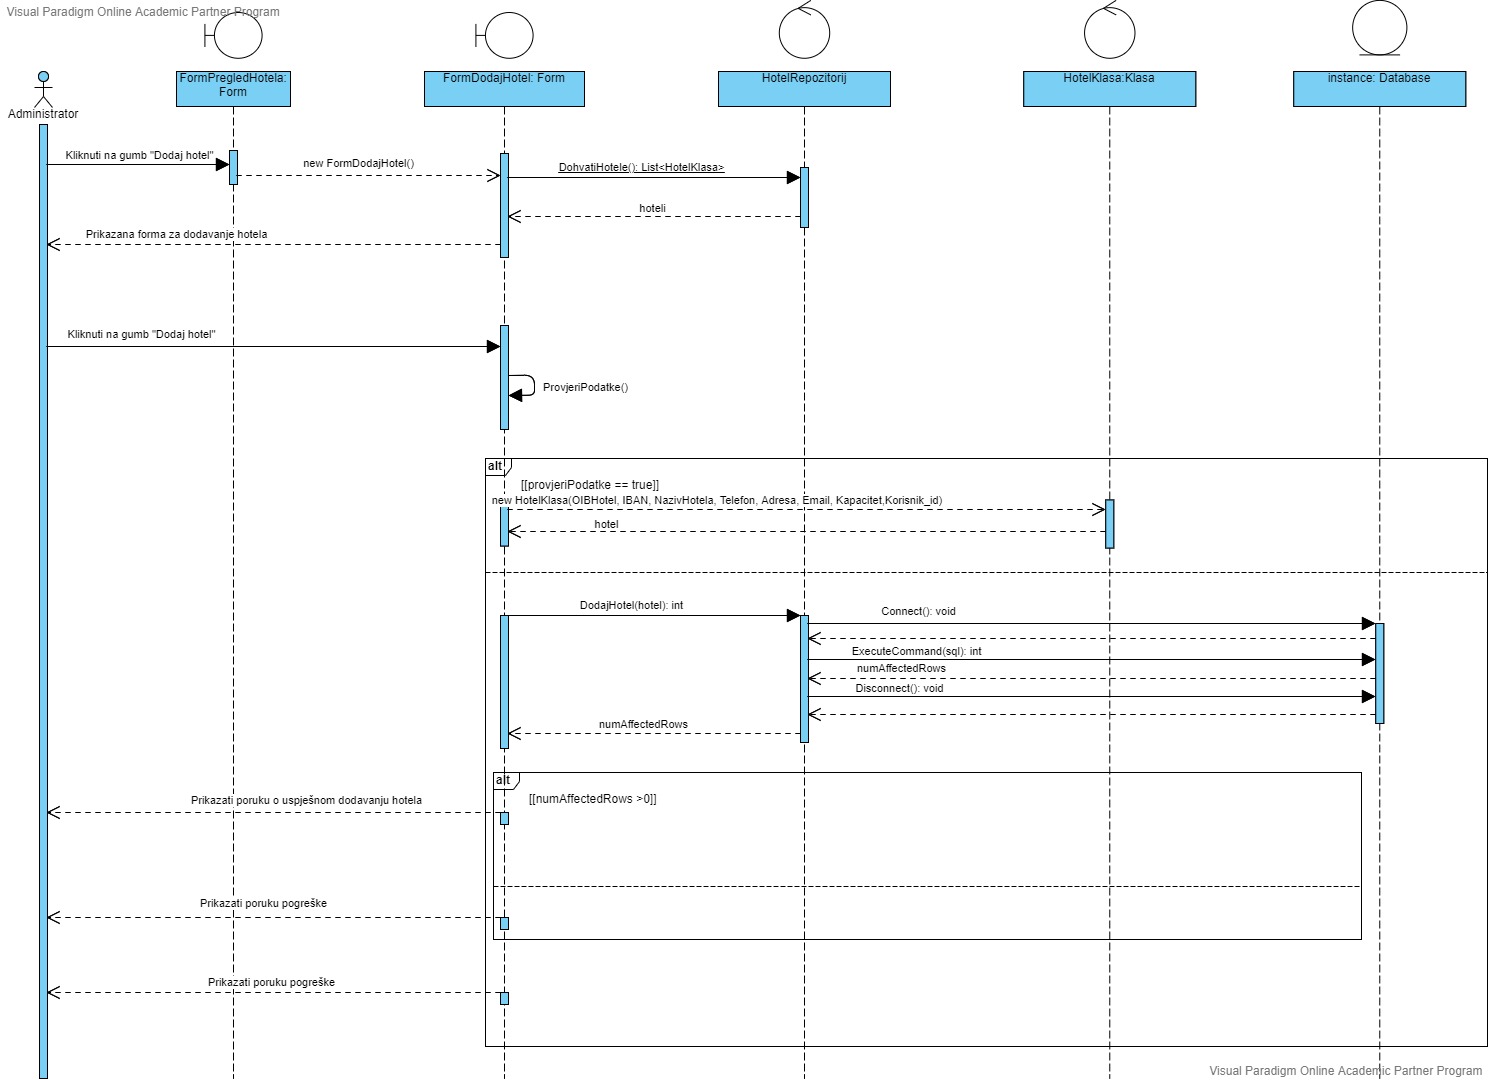 Visual Paradigm Online Academic Partner Program
Administrator
FormPregledHotela:
Form
FormDodajHotel: Form
HotelRepozitorij
HotelKlasa:Klasa
instance: Database
Kliknuti na gumb "Dodaj hotel"
new FormDodajHotel()
DohvatiHotele(): List<HotelKlasa>
hoteli
Prikazana forma za dodavanje hotela
Kliknuti na gumb "Dodaj hotel"
ProvjeriPodatke()
alt
[[provjeriPodatke == true]]
new HotelKlasa(OIBHotel, IBAN, NazivHotela, Telefon, Adresa, Email, Kapacitet,Korisnik_id)
hotel
DodajHotel(hotel): int
Connect(): void
ExecuteCommand(sql): int
numAffectedRows
Disconnect(): void
numAffectedRows
alt
[[numAffectedRows >0]]
Prikazati poruku o uspješnom dodavanju hotela
Prikazati poruku pogreške
Prikazati poruku pogreške
Visual Paradigm Online Academic Partner Program